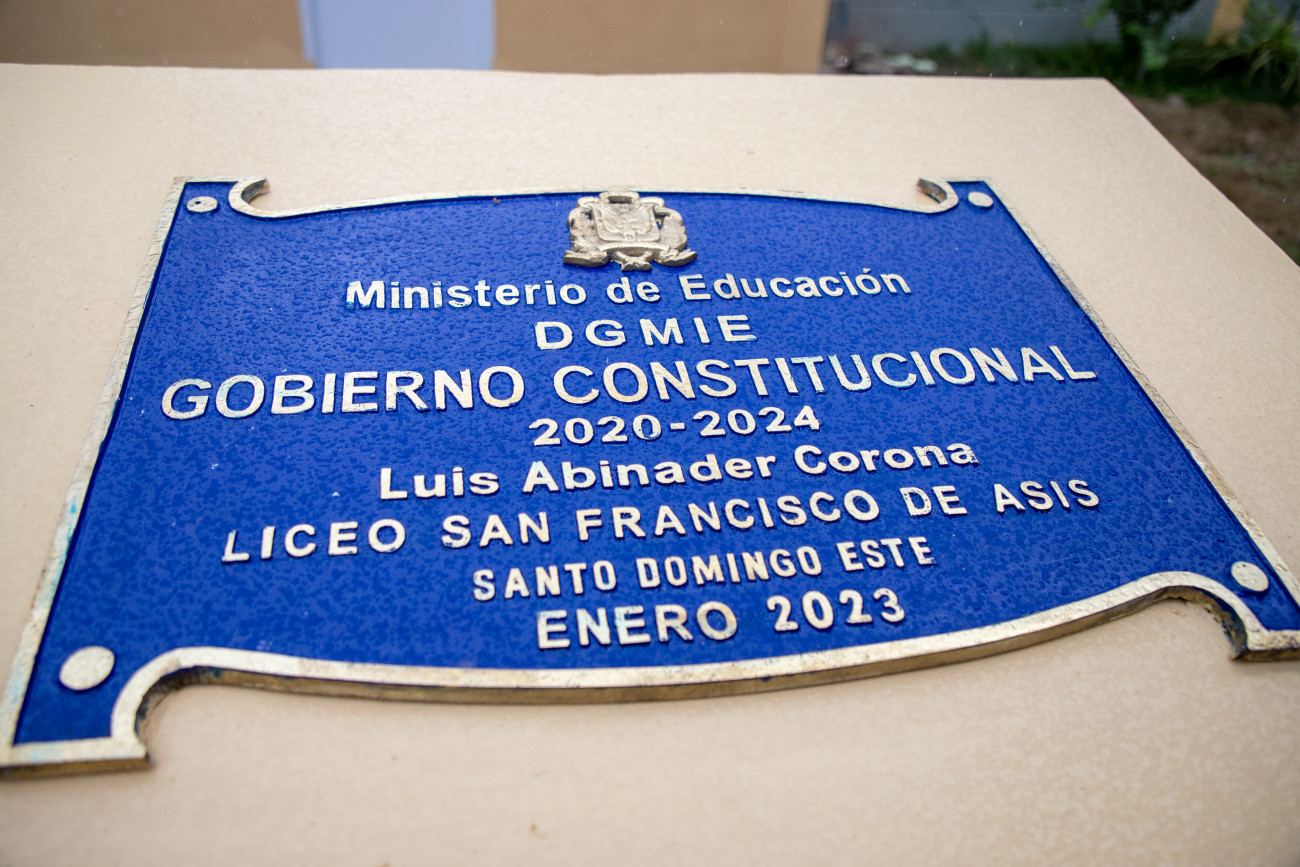 Ministerio de Educación
DGMIE
GOBIERNO CONSTITUCIONAL
2020-2024
Luis Abinader Corona
LICEO SAN FRANCISCO DE ASIS
SANTO DOMINGO ESTE
ENERO 2023